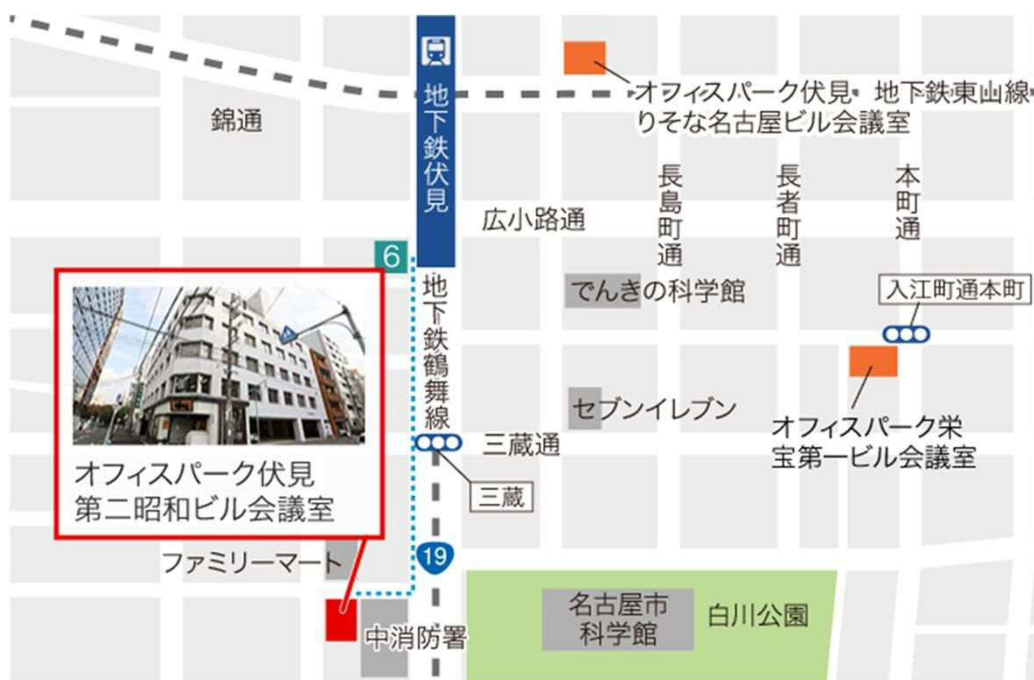 オフィスパーク伏見
りそな名古屋ビル会議室
地下鉄東山線
錦通
地下鉄伏見
長島町通
長者町通
本町通
広小路通
6
でんきの科学館
入江町通本町
地下鉄鶴舞線
セブンイレブン
オフィスパーク栄
宝第一ビル会議室
三蔵通
三蔵
オフィスパーク伏見
第二昭和ビル会議室
ファミリーマート
19
名古屋市
科学館
白川公園
中消防署